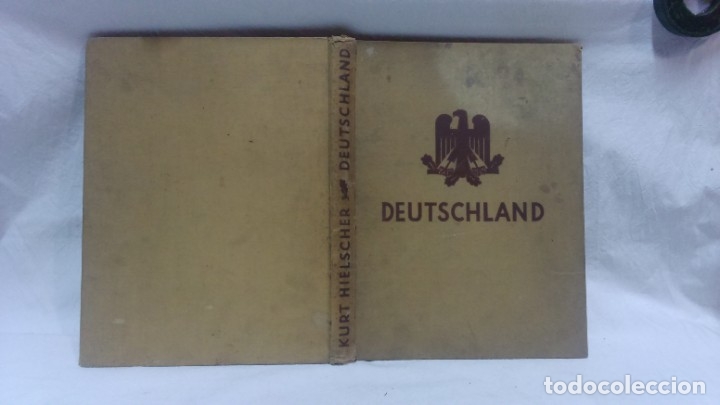 KURT HIELSCHER DEUTSCHLAND
DEUTSCHLAND
todocoleccion